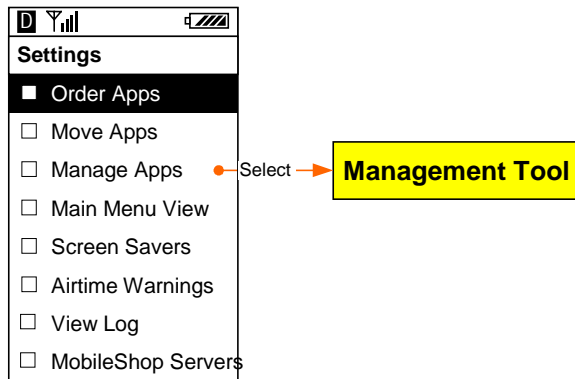 D
Settings
Order Apps
Move Apps
Manage Apps
Select
Management Tool
Main Menu View
Screen Savers
Airtime Warnings
View Log
MobileShop Servers